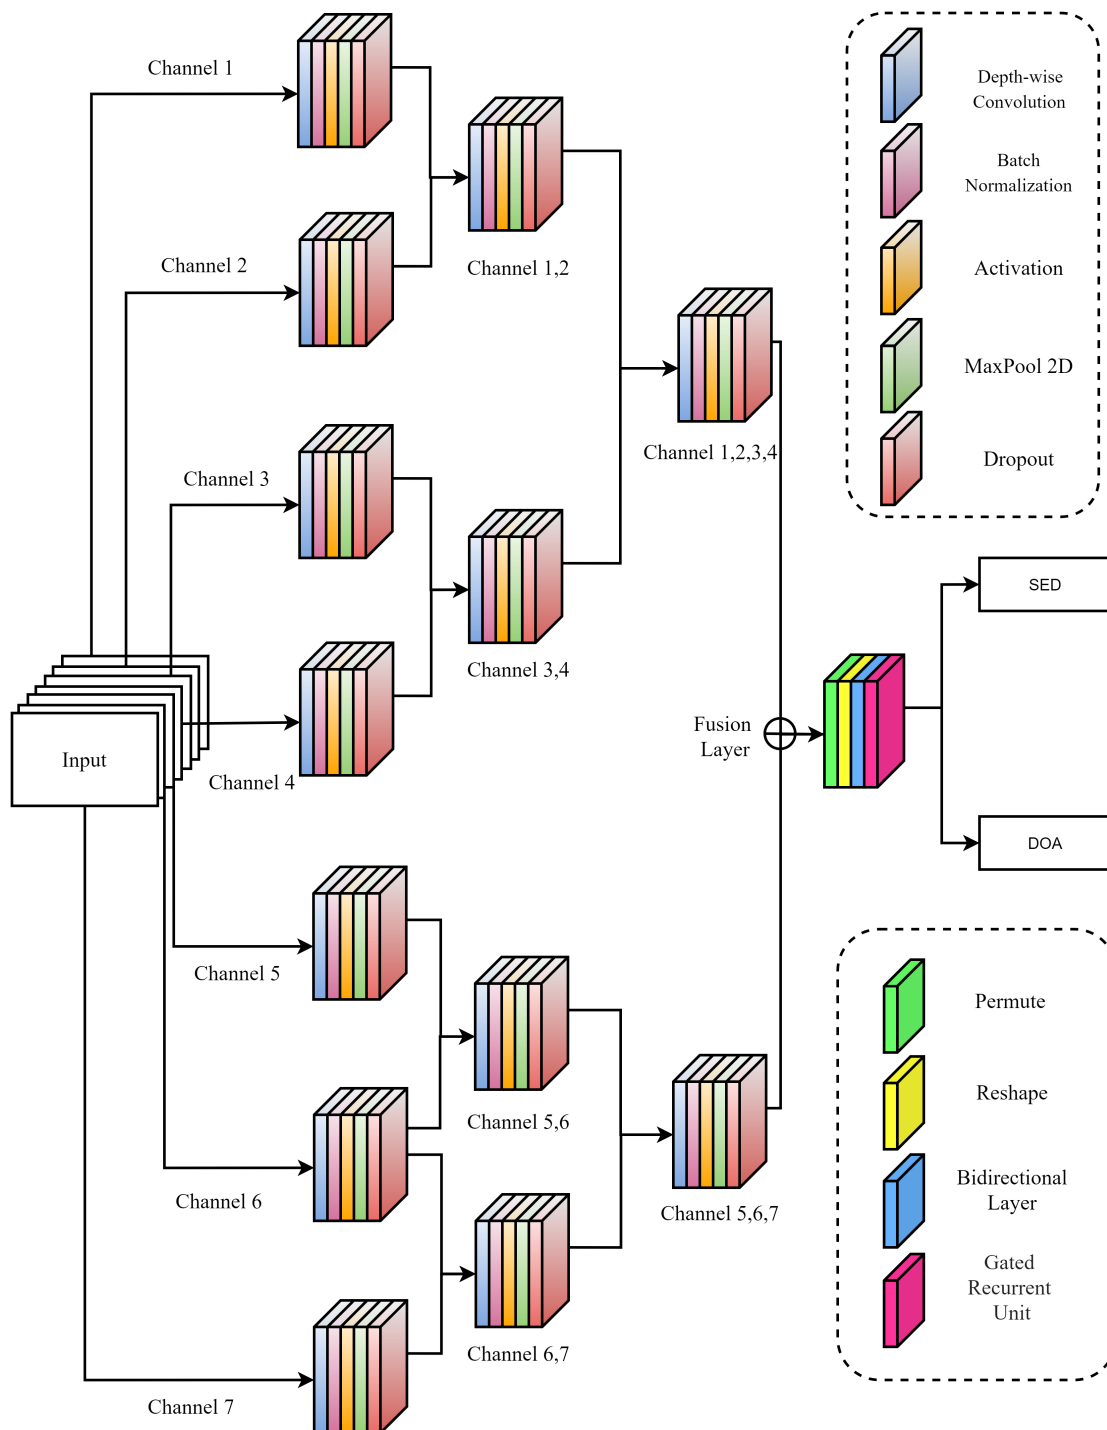 Channel 1
Depth-wise
Convolution
Batch
Normalization
Channel 2
Channel 1,2
Activation
MaxPool 2D
Channel 1,2,3,4
Dropout
Channel 3
SED
Channel 3,4
Fusion
Layer
Input
Channel 4
DOA
Channel 5
Permute
Reshape
Channel 5,6
Bidirectional
Layer
Channel 6
Channel 5,6,7
Gated
Recurrent
Unit
Channel 6,7
Channel 7